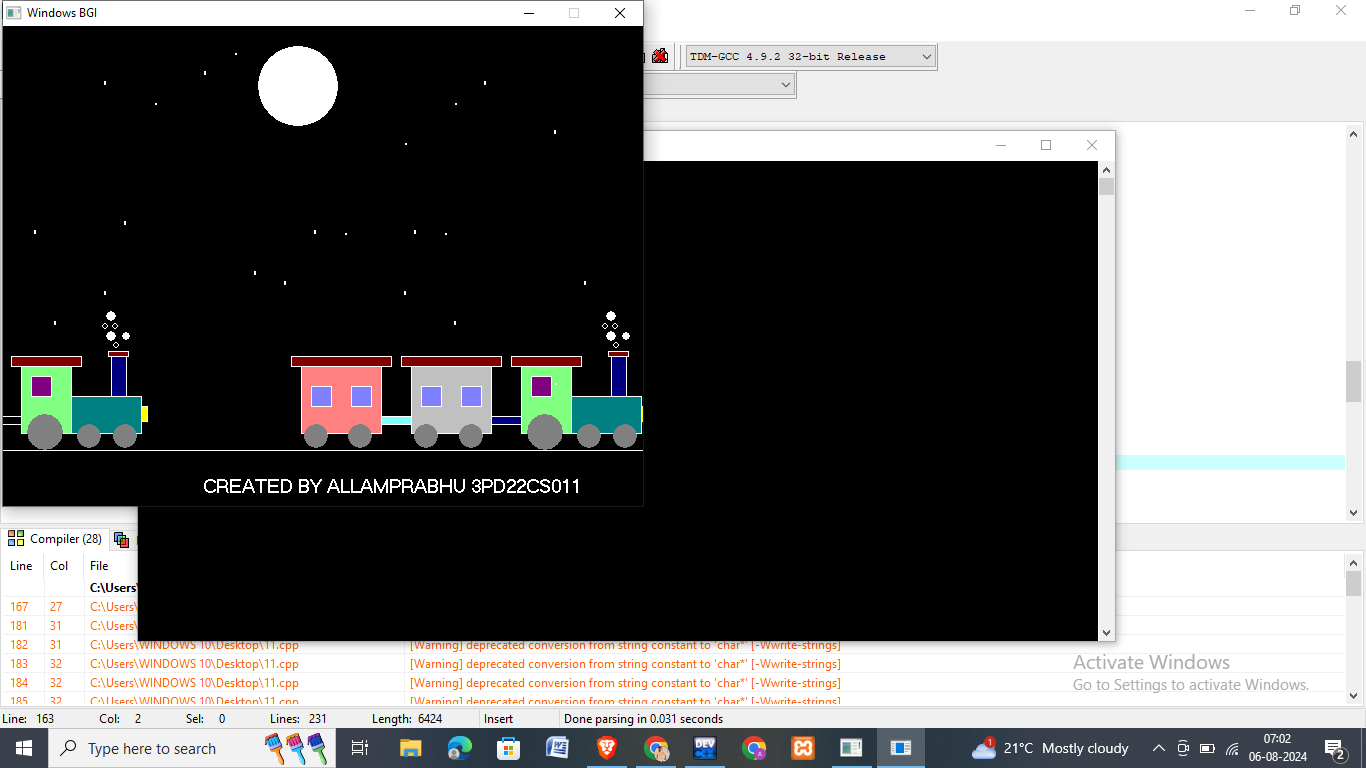 Windows BGI
TDM-GCC 4.9.2 32-bit Release
CREATED BY ALLAMPRABHU 3PD22CS011
Compiler (28)
Line Col File
C:\Users\
167 27 C:\Users\
181 31 C:\Users\
182 31 C:\Users\WINDOWS 10\Desktop\11.cpp [Warning] deprecated conversion from string constant to 'char*' [-Wwrite-strings]
183 32 C:\Users\WINDOWS 10\Desktop\11.cpp [Warning] deprecated conversion from string constant to 'char*' [-Wwrite-strings]
184 32 C:\Users\WINDOWS 10\Desktop\11.cpp [Warning] deprecated conversion from string constant to 'char*' [-Wwrite-strings]
185 32 C:\Users\WINDOWS 10\Desktop\11.cpp [Warning] deprecated conversion from string constant to 'char*' [-Wwrite-strings]
Activate Windows
Go to Settings to activate Windows.
Line: 163 Col: 2 Sel: 0 Lines: 231 Length: 6424 Insert Done parsing in 0.031 seconds
Type here to search
DEV
1
21°C Mostly cloudy
07:02
06-08-2024
2